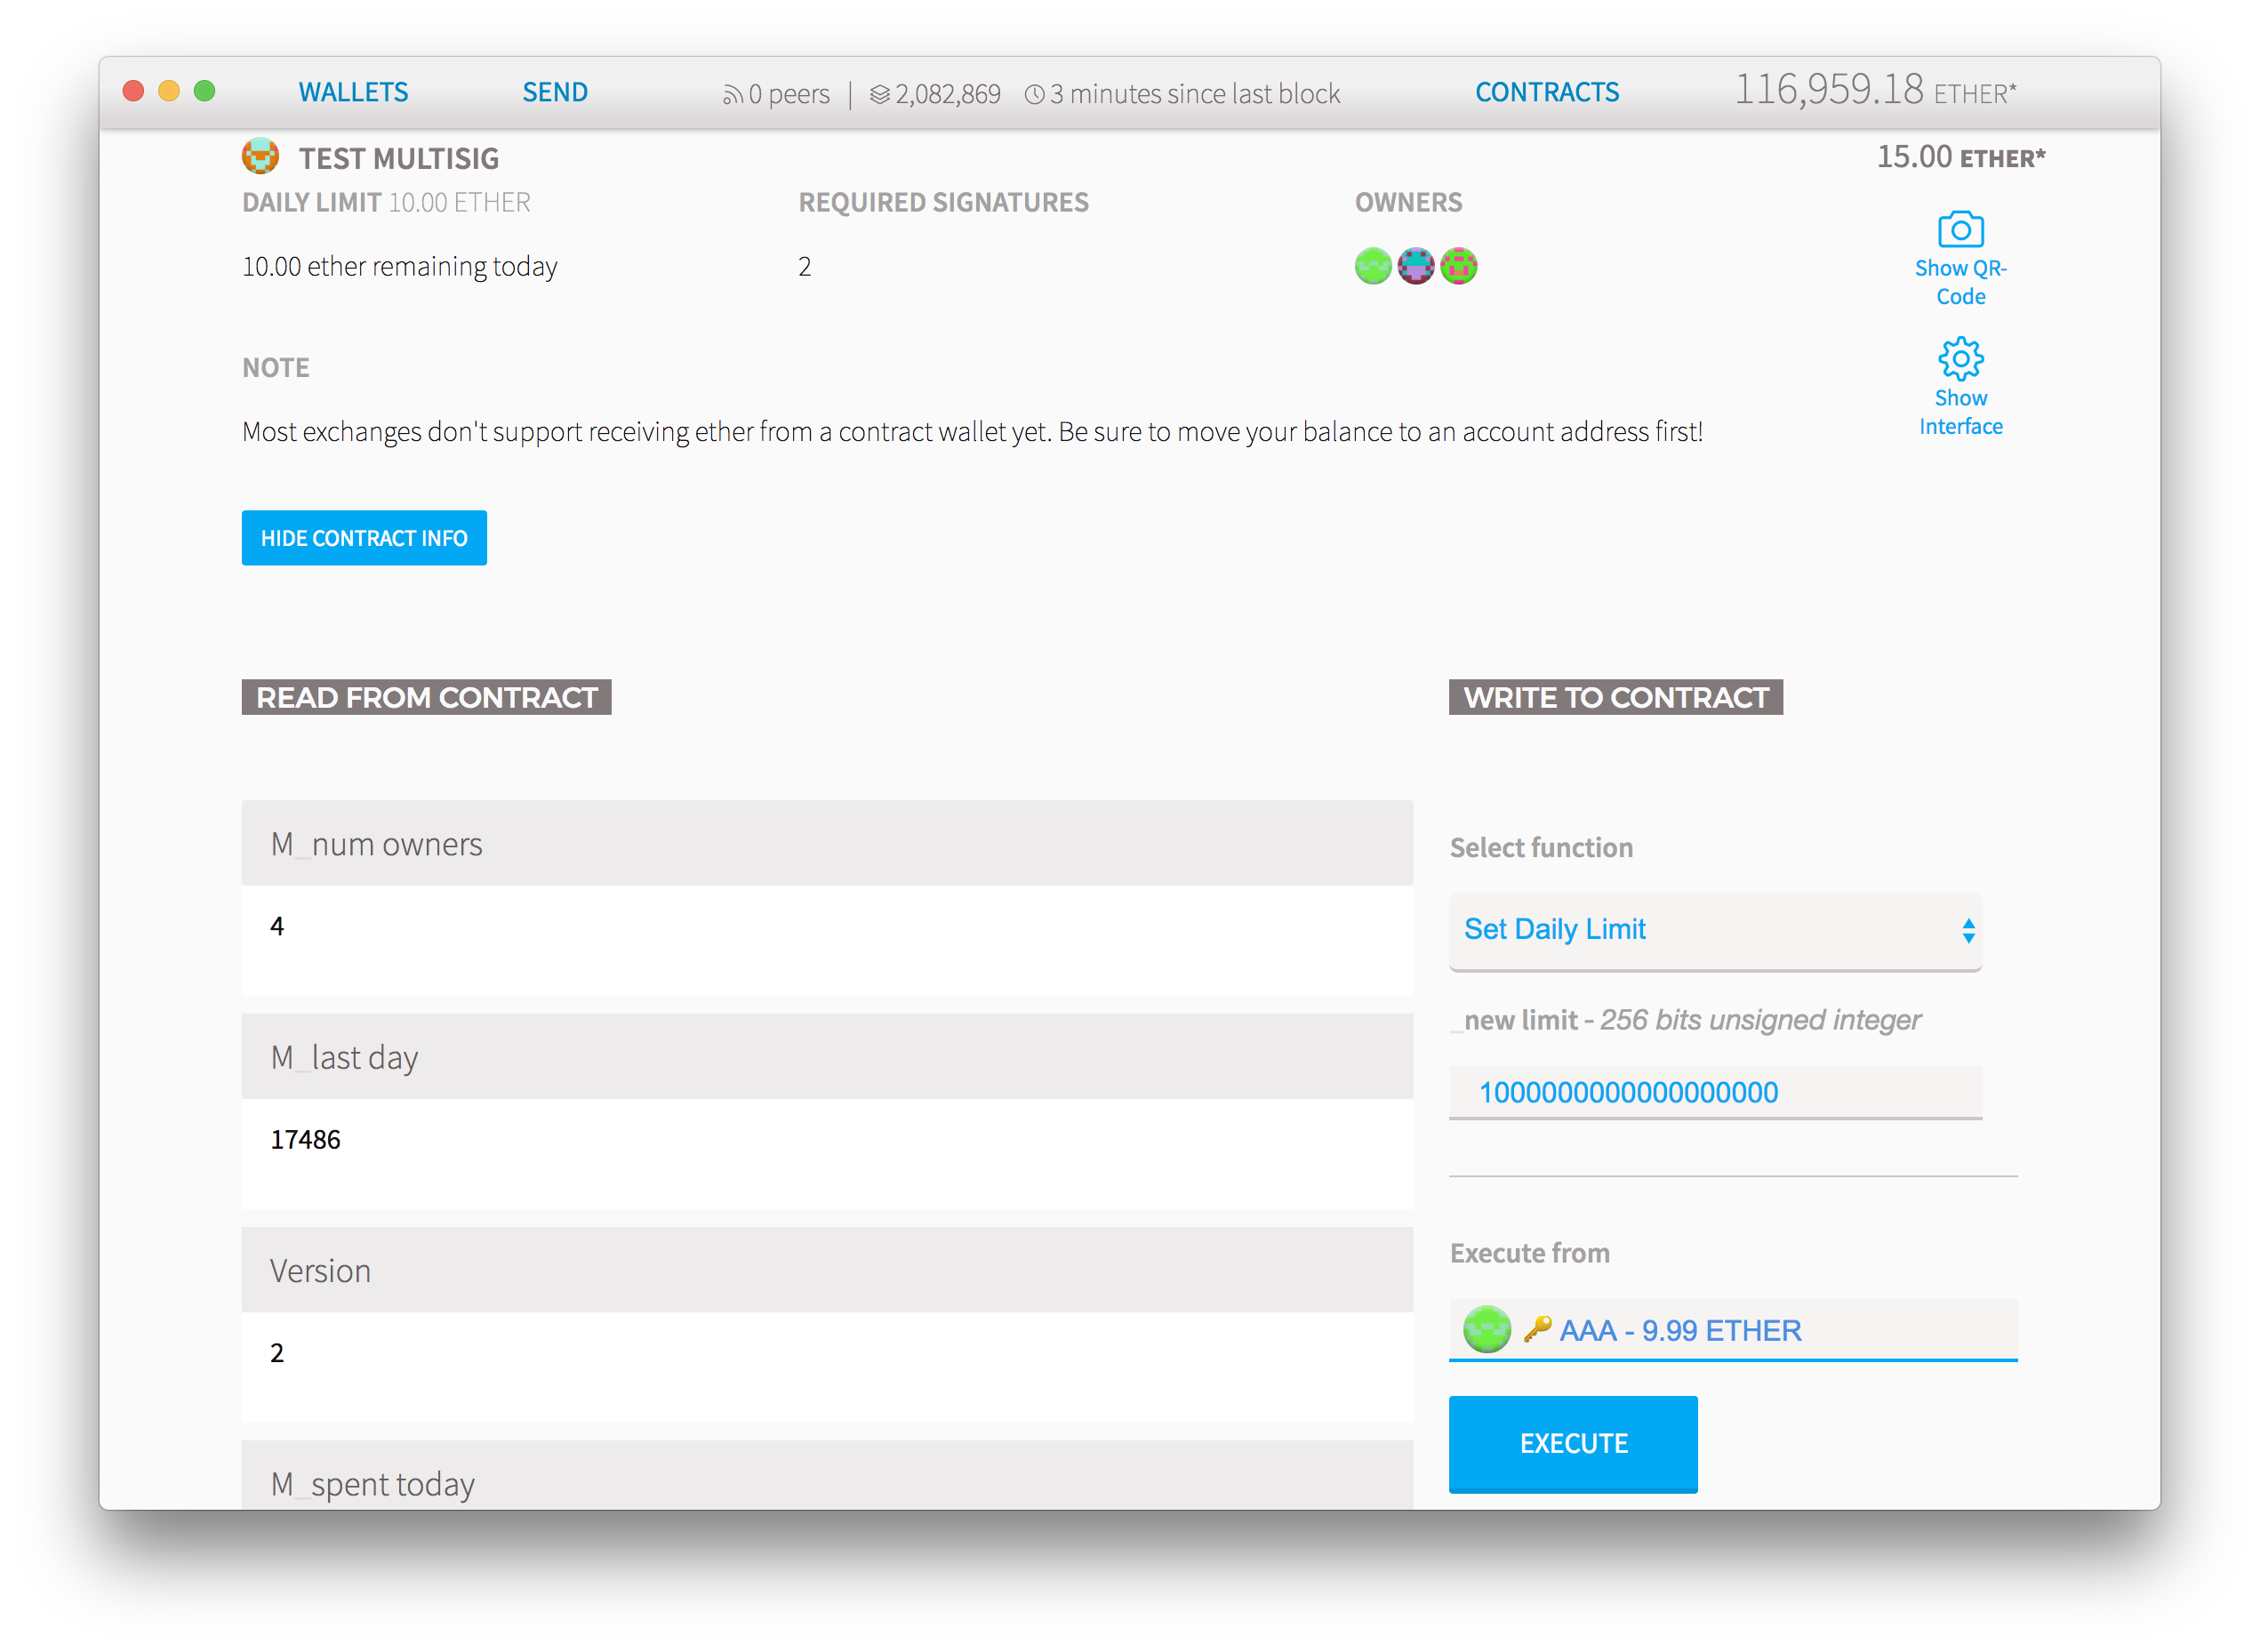 WALLETS
SEND
0 peers | 2,082,869 3 minutes since last block
CONTRACTS
116,959.18 ETHER*
TEST MULTISIG
15.00 ETHER*
DAILY LIMIT 10.00 ETHER
REQUIRED SIGNATURES
OWNERS
10.00 ether remaining today
2
Show QR-
Code
Show
Interface
NOTE
Most exchanges don't support receiving ether from a contract wallet yet. Be sure to move your balance to an account address first!
HIDE CONTRACT INFO
READ FROM CONTRACT
M_num owners
4
M_last day
17486
Version
2
M_spent today
WRITE TO CONTRACT
Select function
Set Daily Limit
_new limit - 256 bits unsigned integer
1000000000000000000
Execute from
AAA - 9.99 ETHER
EXECUTE